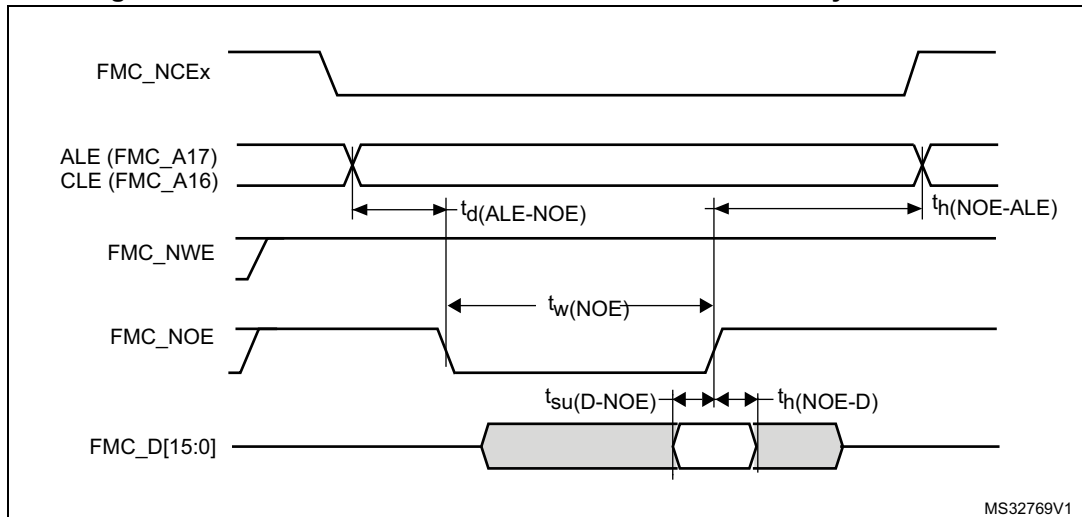 FMC_NCEx
ALE (FMC_A17)
CLE (FMC_A16)
td(ALE-NOE)
th(NOE-ALE)
FMC_NWE
tw(NOE)
FMC_NOE
tsu(D-NOE)
th(NOE-D)
FMC_D[15:0]
MS32769V1